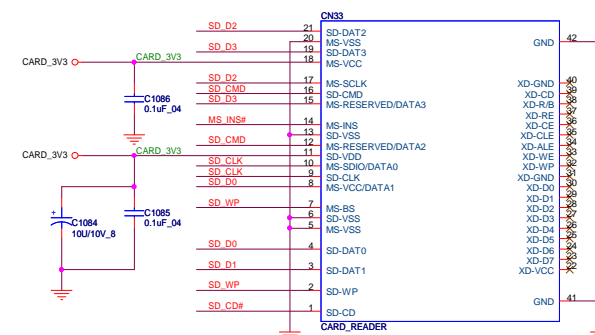 CN33
SD_D2 21 SD-DAT2
20 MS-VSS
SD_D3 19 SD-DAT3
CARD_3V3 CARD_3V3 18 MS-VCC
SD_D2 17 MS-SCLK
SD_CMD 16 SD-CMD
SD_D3 15 MS-RESERVED/DATA3
C1086
0.1uF_04
MS_INS# 14 MS-INS
13 SD-VSS
SD_CMD 12 MS-RESERVED/DATA2
CARD_3V3 CARD_3V3 11 SD-VDD
SD_CLK 10 MS-SDIO/DATA0
SD_CLK 9 SD-CLK
SD_D0 8 MS-VCC/DATA1
SD_WP 7 MS-BS
6 SD-VSS
5 MS-VSS
+
C1084
10U/10V_8
C1085
0.1uF_04
SD_D0 4 SD-DAT0
SD_D1 3 SD-DAT1
SD_WP 2 SD-WP
SD_CD# 1 SD-CD
GND 42
XD-GND 40
XD-CD 39
XD-R/B 38
XD-RE 37
XD-CE 36
XD-CLE 35
XD-ALE 34
XD-WE 33
XD-WP 32
XD-GND 31
XD-D0 30
XD-D1 29
XD-D2 28
XD-D3 27
XD-D4 26
XD-D5 25
XD-D6 24
XD-D7 23
XD-VCC 22
GND 41
CARD_READER